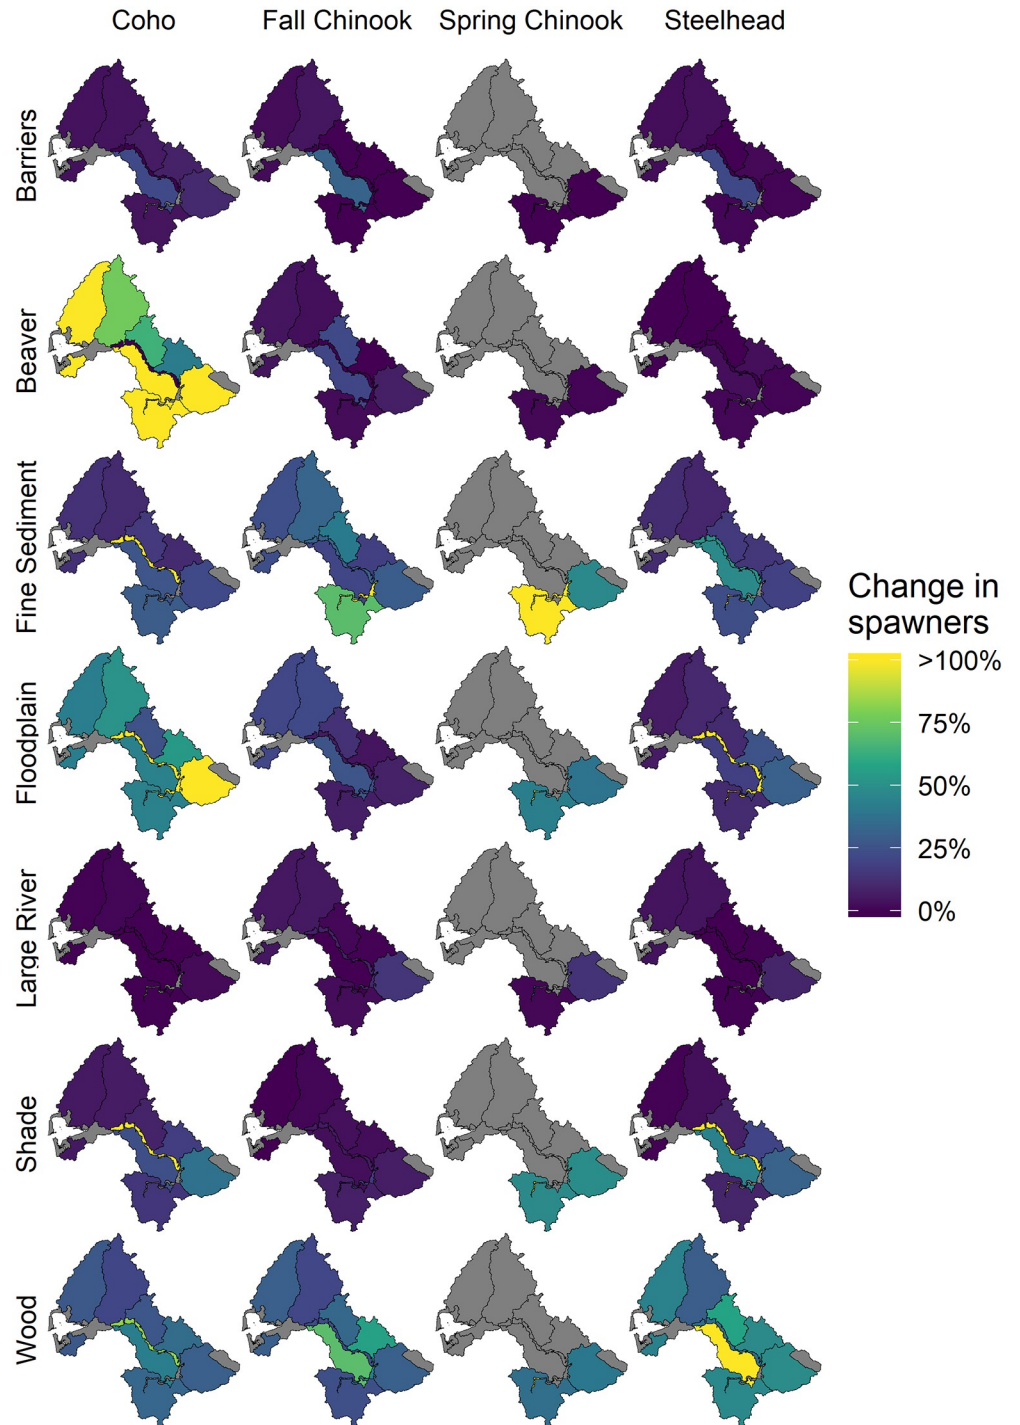 Coho Fall Chinook Spring Chinook Steelhead
Barriers
Beaver
Fine Sediment
Floodplain
Large River
Shade
Wood
Change in
spawners
>100%
75%
50%
25%
0%